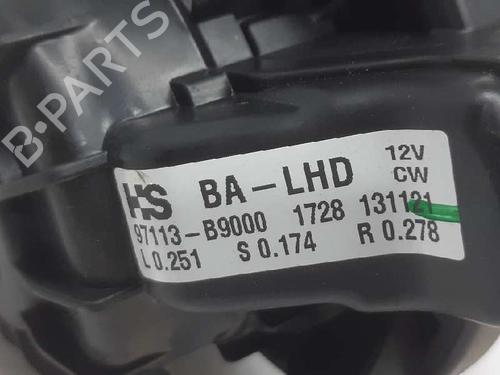 B-PARTS
HS BA-LHD 12V
CW
97113-B9000 1728 131121
L 0.251 S 0.174 R 0.278